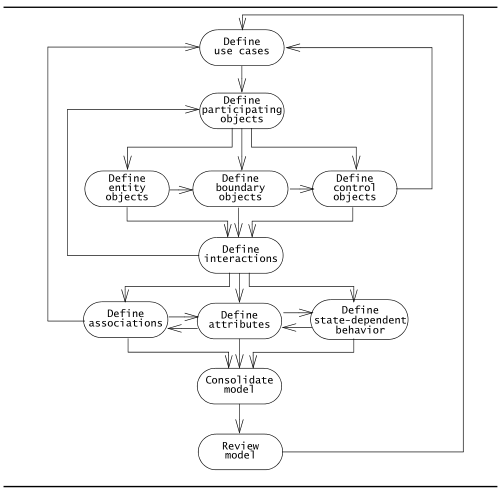 Define
use cases
Define
participating
objects
Define
entity
objects
Define
boundary
objects
Define
control
objects
Define
interactions
Define
associations
Define
attributes
Define
state-dependent
behavior
Consolidate
model
Review
model